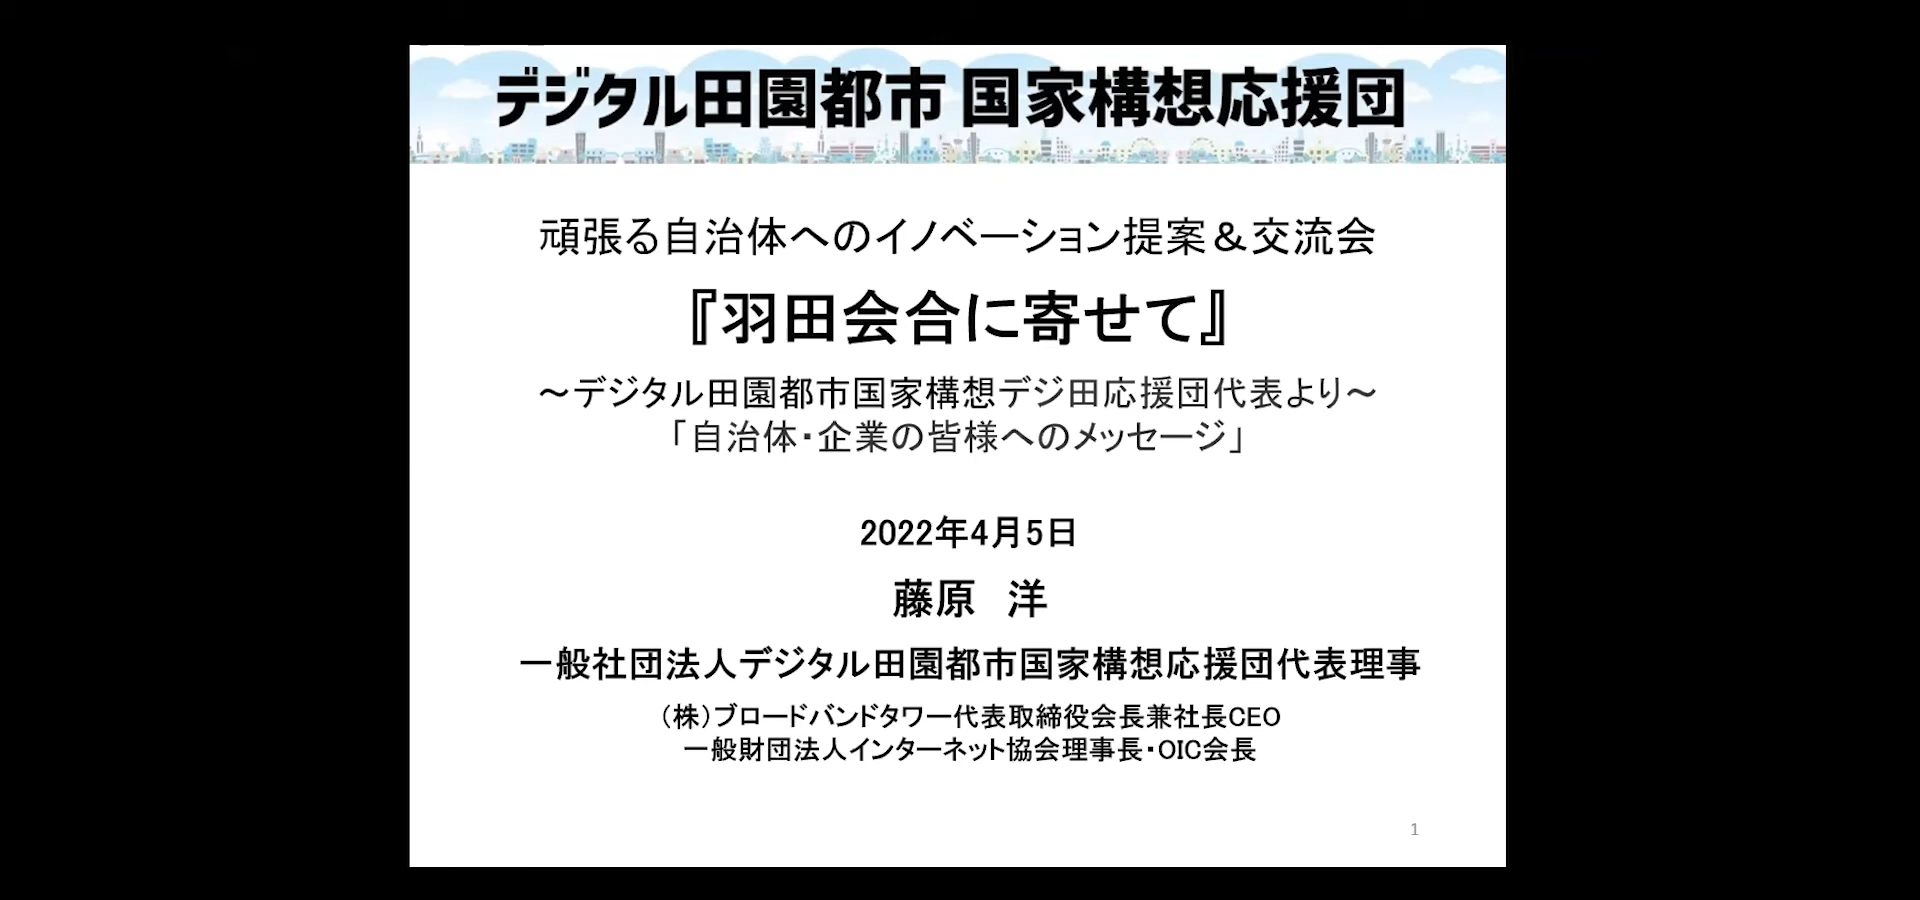 デジタル田園都市 国家構想応援団
頑張る自治体へのイノベーション提案＆交流会
『羽田会合に寄せて』
～デジタル田園都市国家構想デジ田応援団代表より～
「自治体・企業の皆様へのメッセージ」
2022年4月5日
藤原　洋
一般社団法人デジタル田園都市国家構想応援団代表理事
（株）ブロードバンドタワー代表取締役会長兼社長CEO
一般財団法人インターネット協会理事長・OIC会長
1